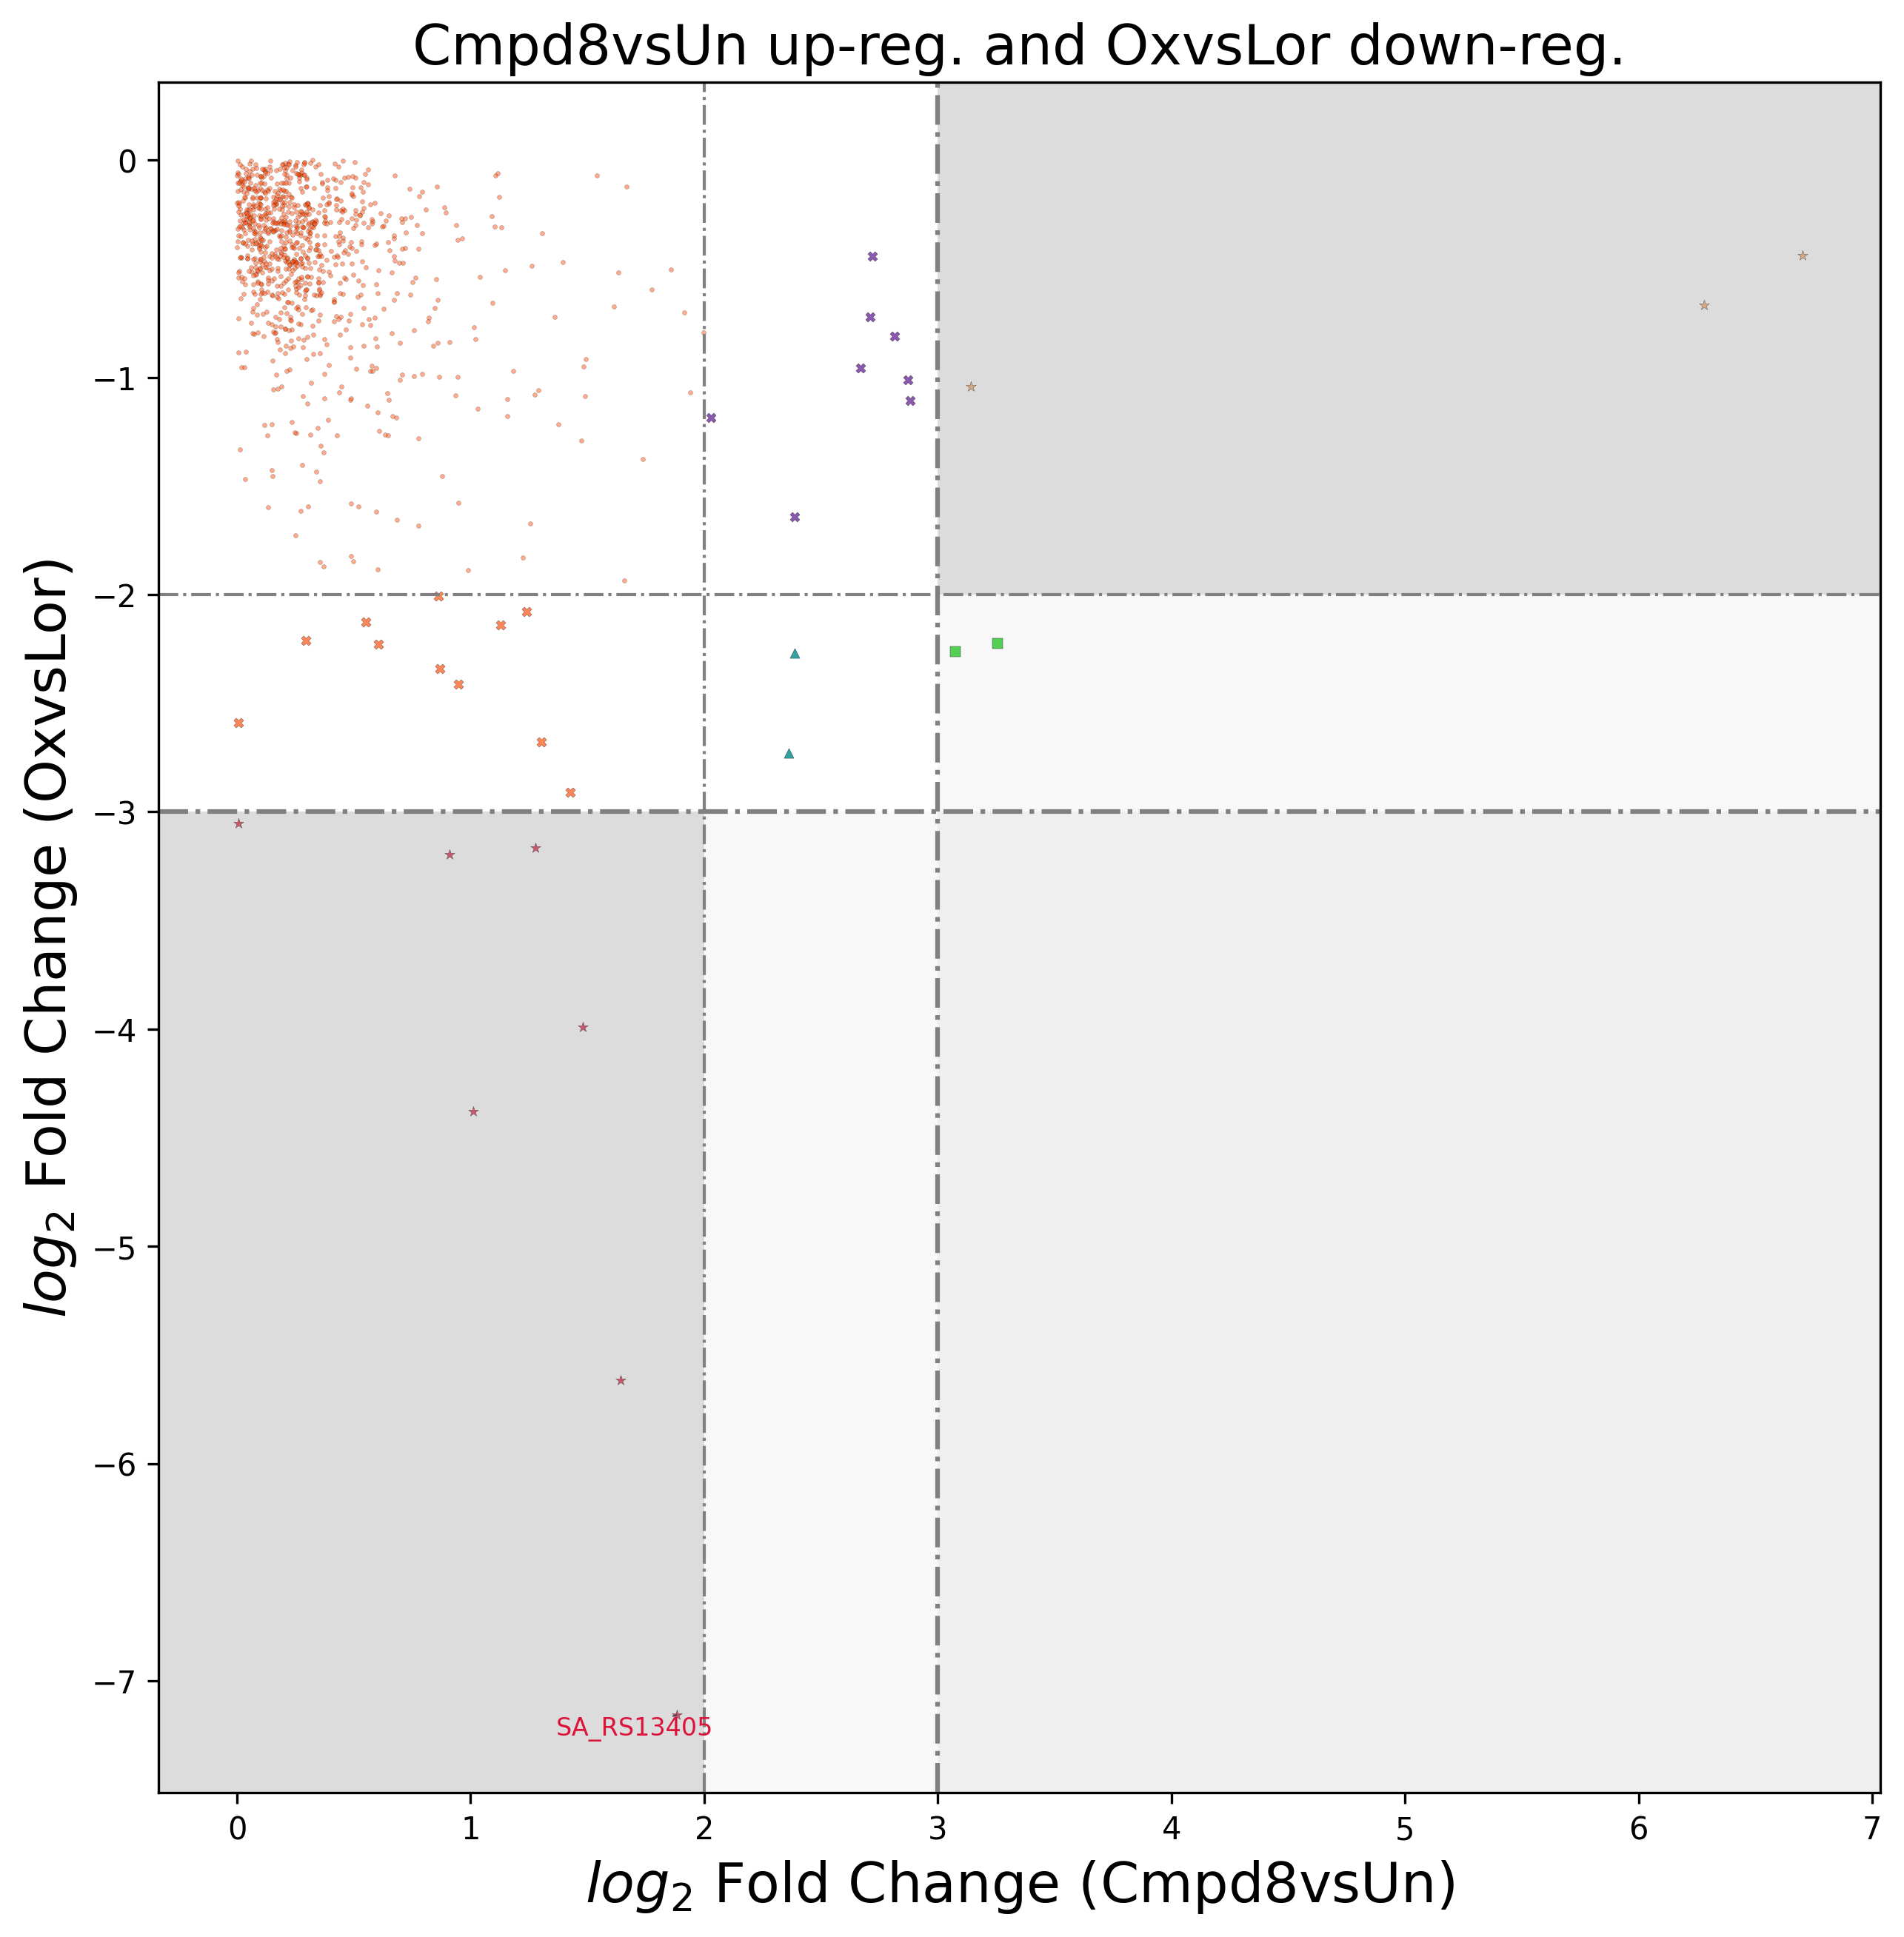 Cmpd8vsUn up-reg. and OxvsLor down-reg.
log2 Fold Change (OxvsLor)
0
−1
−2
−3
−4
−5
−6
−7
SA_RS13405
0 1 2 3 4 5 6 7
log2 Fold Change (Cmpd8vsUn)